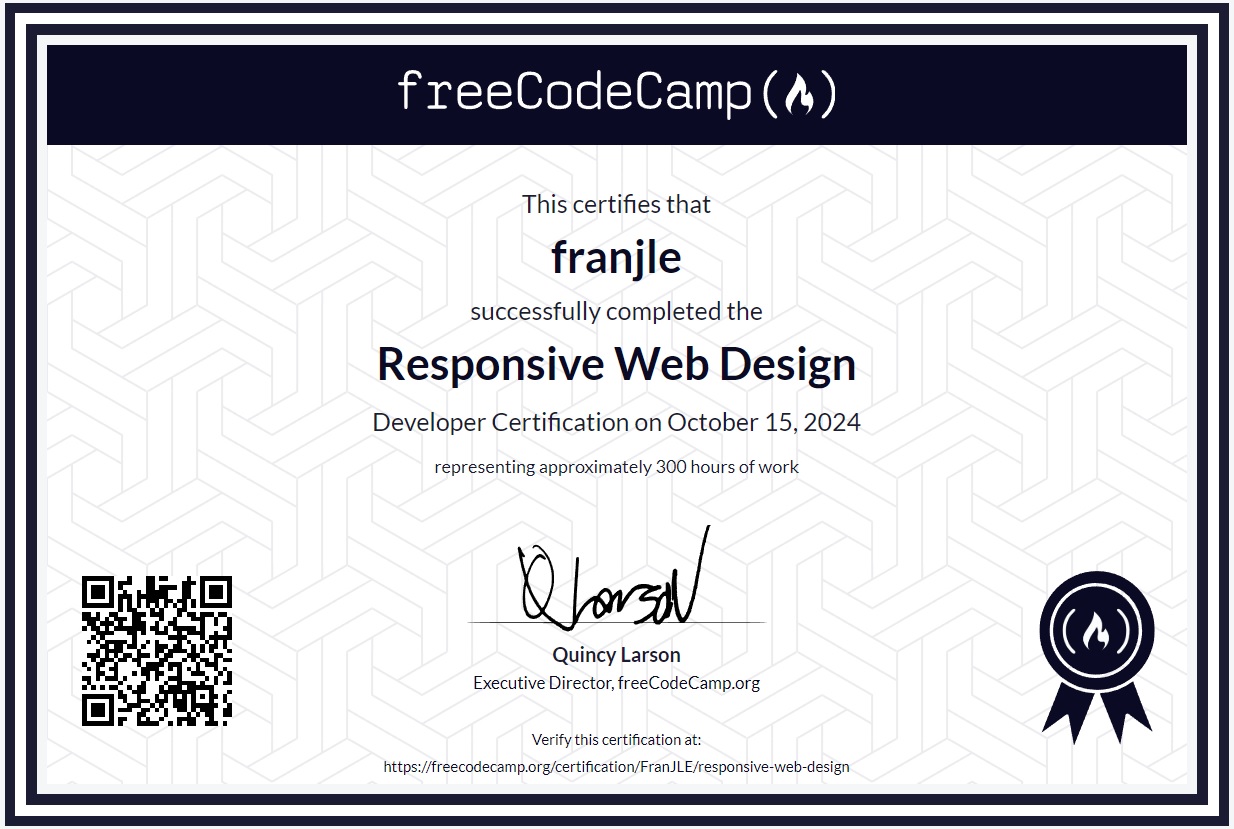 freeCodeCamp
This certifies that
franjle
successfully completed the
Responsive Web Design
Developer Certification on October 15, 2024
representing approximately 300 hours of work
Q Larson
Quincy Larson
Executive Director, freeCodeCamp.org
Verify this certification at:
https://freecodecamp.org/certification/FranJLE/responsive-web-design